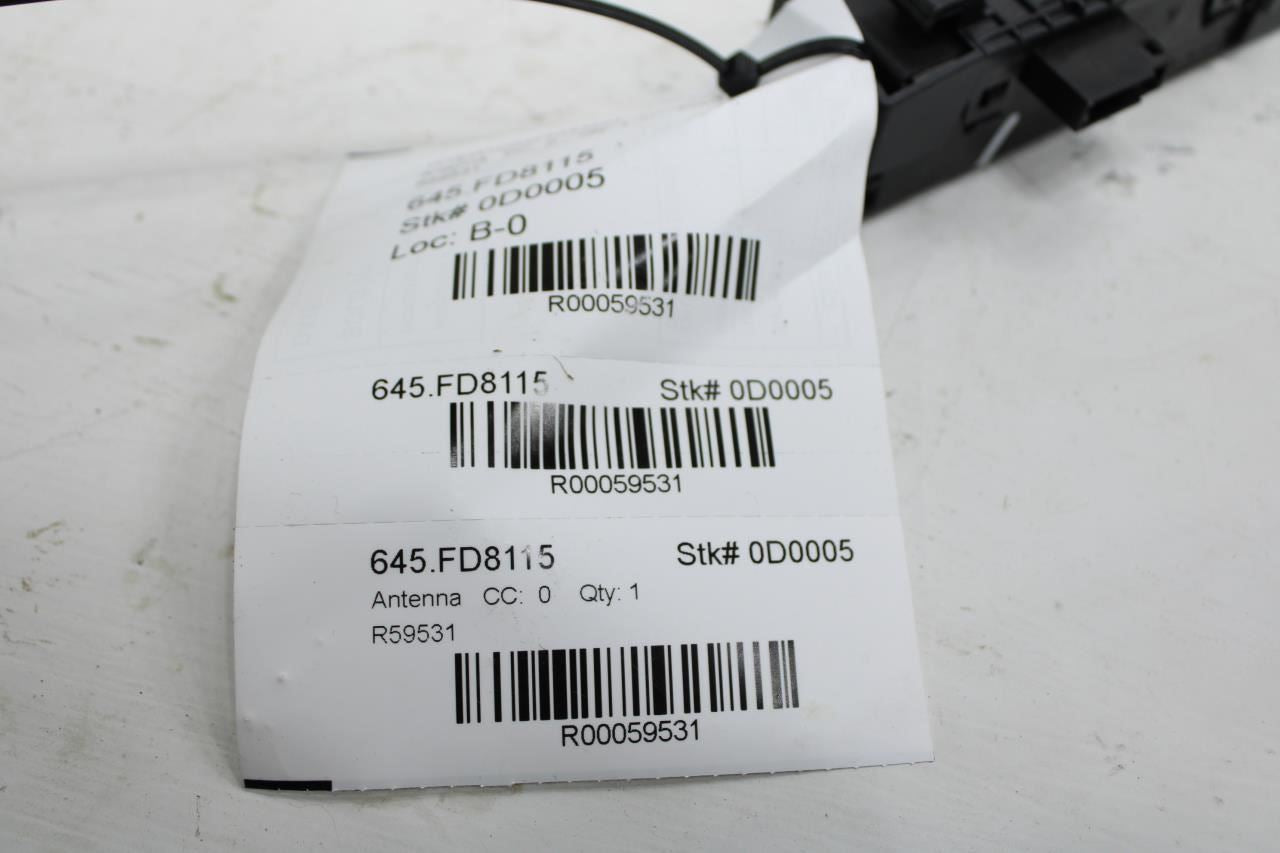 645.FD8115
Stk# 0D0005
Loc: B-0
R00059531
645.FD8115 Stk# 0D0005
R00059531
645.FD8115 Stk# 0D0005
Antenna CC: 0 Qty: 1
R59531
R00059531